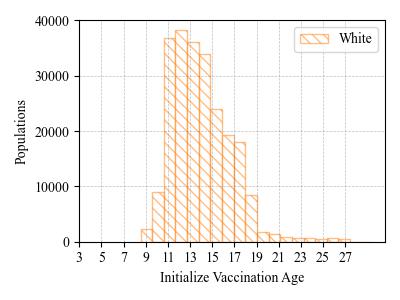 40000
30000
20000
10000
0
Populations
White
3 5 7 9 11 13 15 17 19 21 23 25 27
Initialize Vaccination Age